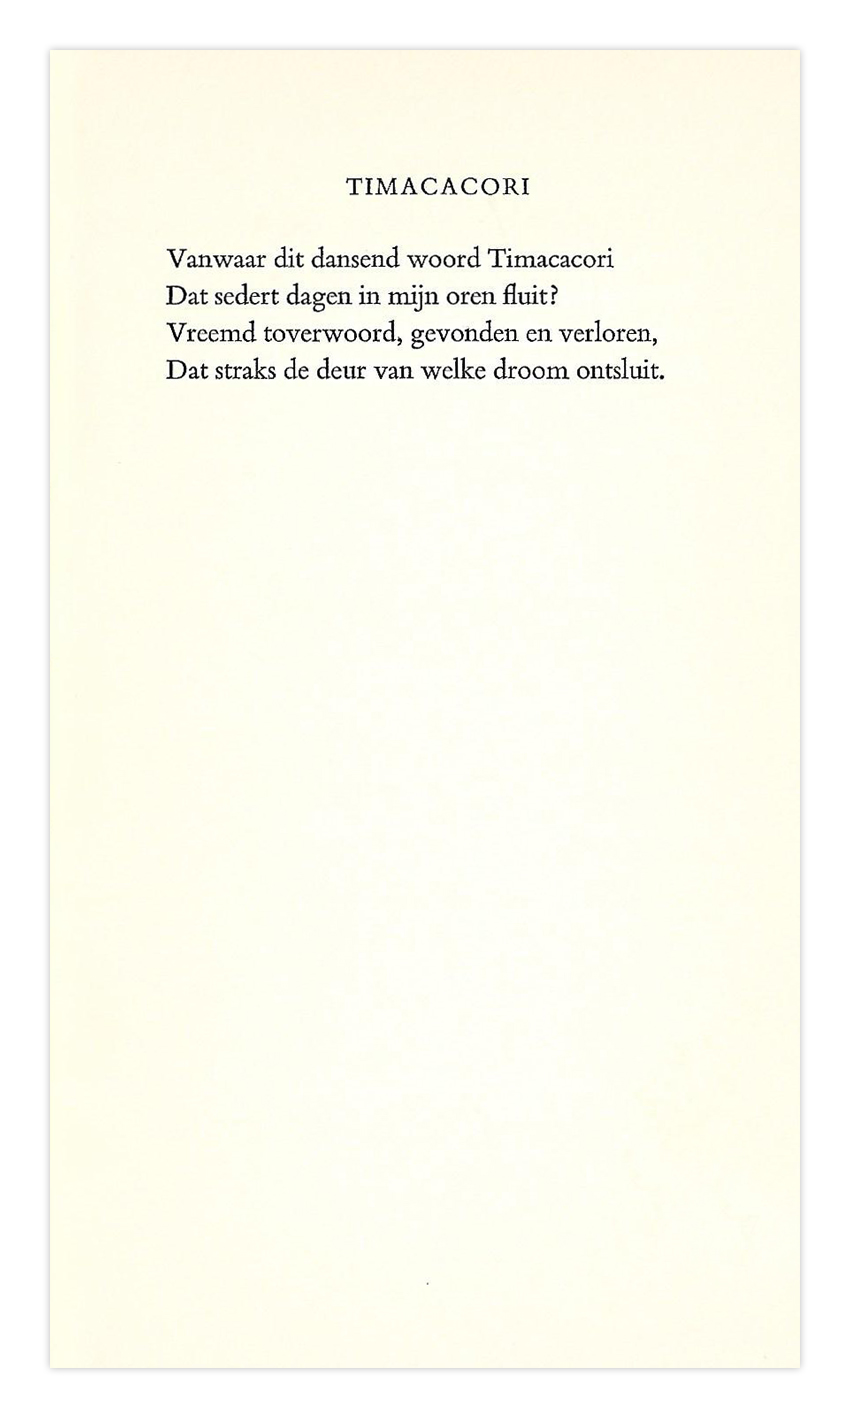 TIMACACORI
Vanwaar dit dansend woord Timacacori
Dat sedert dagen in mijn oren fluit?
Vreemd toverwoord, gevonden en verloren,
Dat straks de deur van welke droom ontsluit.